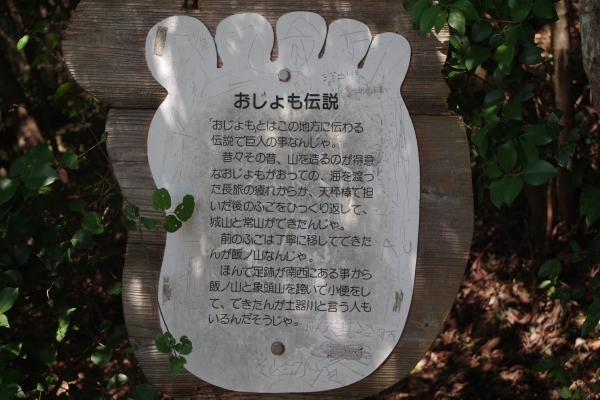 おじょも伝説
「おじょもとはこの地方に伝わる
伝説で巨人の事なんじゃ。
昔々その昔、山を造るのが得意
なおじょもがおっての、海を渡っ
た長旅の疲れからか、天秤棒で担
いだ後のふごをひっくり返して、
城山と常山ができたんじゃ。
前のふごは丁寧に移してできた
んが飯ノ山なんじゃ。
ほんで足跡が南西にある事から
飯ノ山と象頭山を跨いで小便をし
て、できたんが土器川と言う人も
いるんだそうじゃ。